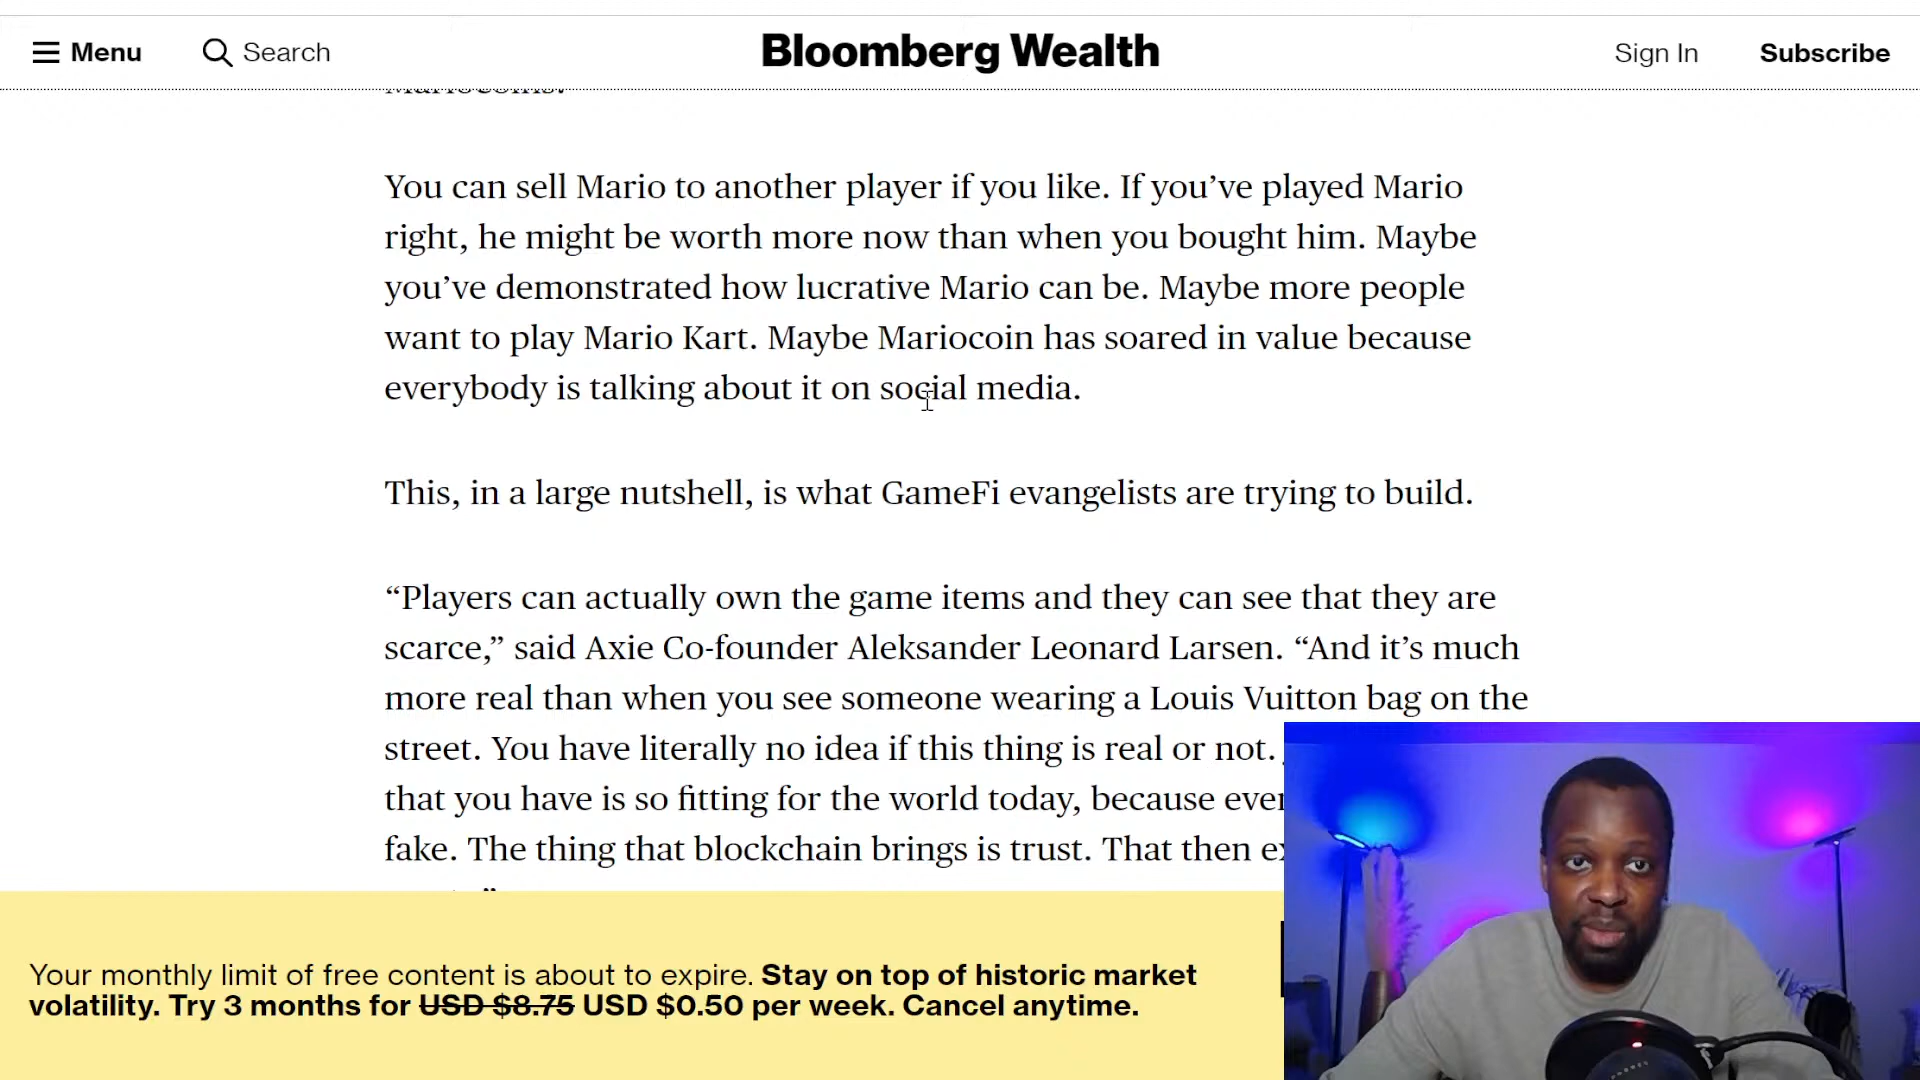 Menu
Search
Bloomberg Wealth
Sign In
Subscribe
Mariocoins.
You can sell Mario to another player if you like. If you’ve played Mario
right, he might be worth more now than when you bought him. Maybe
you’ve demonstrated how lucrative Mario can be. Maybe more people
want to play Mario Kart. Maybe Mariocoin has soared in value because
everybody is talking about it on social media.
This, in a large nutshell, is what GameFi evangelists are trying to build.
“Players can actually own the game items and they can see that they are
scarce,” said Axie Co-founder Aleksander Leonard Larsen. “And it’s much
more real than when you see someone wearing a Louis Vuitton bag on the
street. You have literally no idea if this thing is real or not.
that you have is so fitting for the world today, because
fake. The thing that blockchain brings is trust. That then
Your monthly limit of free content is about to expire. Stay on top of historic market
volatility. Try 3 months for USD $8.75 USD $0.50 per week. Cancel anytime.